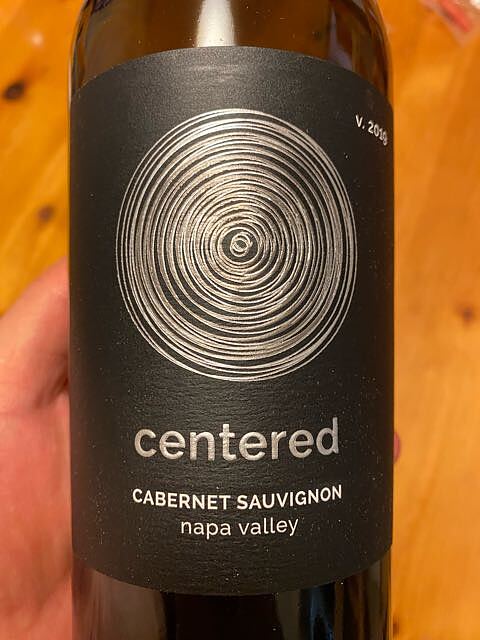 v. 2019
centered
CABERNET SAUVIGNON
napa valley